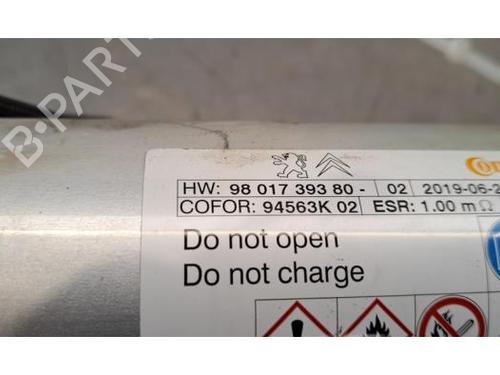 B-PARTS
HW: 98 017 393 80 - 02 2019-06-2
COFOR: 94563K 02 ESR: 1.00 mΩ
Do not open
Do not charge